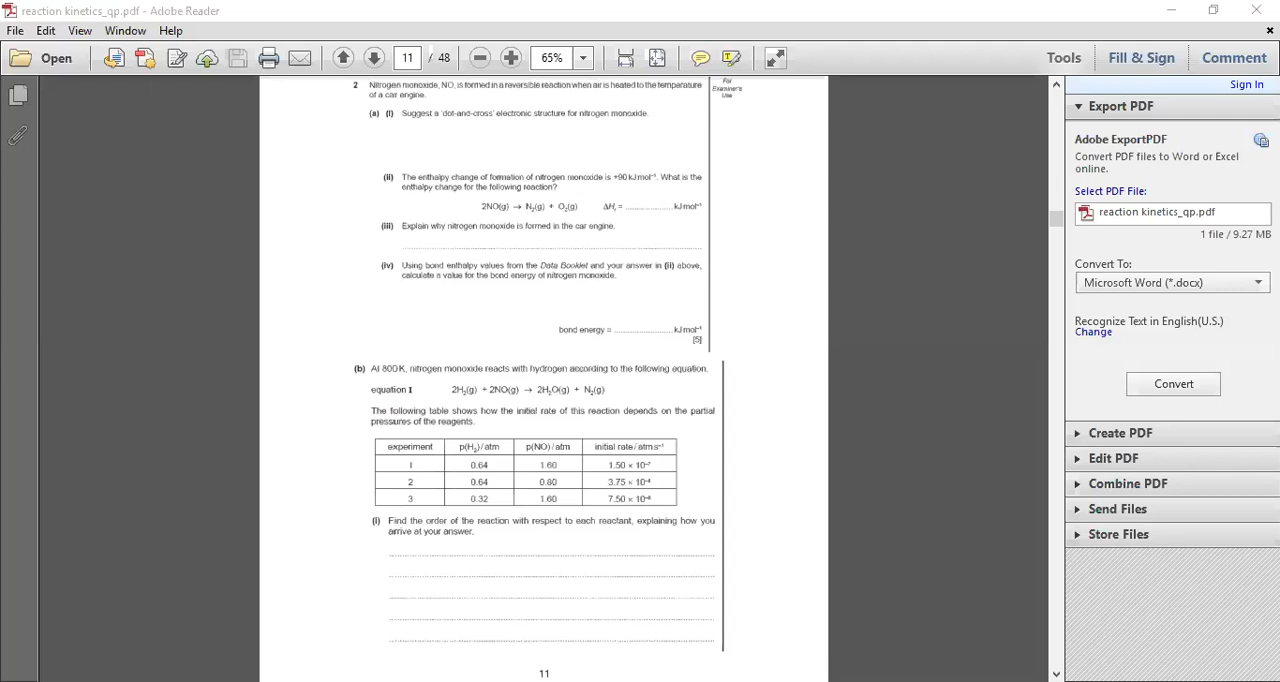 reaction kinetics_qp.pdf - Adobe Reader
File Edit View Window Help
Open 11 / 48 65% Tools Fill & Sign Comment
Sign In
Export PDF
Adobe ExportPDF
Convert PDF files to Word or Excel
online.
Select PDF File:
reaction kinetics_qp.pdf
1 file / 9.27 MB
Convert To:
Microsoft Word (*.docx)
Recognize Text in English(U.S.)
Change
Convert
Create PDF
Edit PDF
Combine PDF
Send Files
Store Files
For
Examiner's
Use
2 Nitrogen monoxide, NO, is formed in a reversible reaction when air is heated to the temperature
of a car engine.
(a) (i) Suggest a 'dot-and-cross' electronic structure for nitrogen monoxide.
(ii) The enthalpy change of formation of nitrogen monoxide is +90 kJ mol⁻¹. What is the
enthalpy change for the following reaction?
2NO(g) → N₂(g) + O₂(g) ΔHᵣ = ........................ kJ mol⁻¹
(iii) Explain why nitrogen monoxide is formed in the car engine.
(iv) Using bond enthalpy values from the Data Booklet and your answer in (ii) above,
calculate a value for the bond energy of nitrogen monoxide.
bond energy = ........................ kJ mol⁻¹
[5]
(b) At 800 K, nitrogen monoxide reacts with hydrogen according to the following equation.
equation I 2H₂(g) + 2NO(g) → 2H₂O(g) + N₂(g)
The following table shows how the initial rate of this reaction depends on the partial
pressures of the reagents.
experiment p(H₂) / atm p(NO) / atm initial rate / atm s⁻¹
1 0.64 1.60 1.50 × 10⁻⁷
2 0.64 0.80 3.75 × 10⁻⁸
3 0.32 1.60 7.50 × 10⁻⁸
(i) Find the order of the reaction with respect to each reactant, explaining how you
arrive at your answer.
11